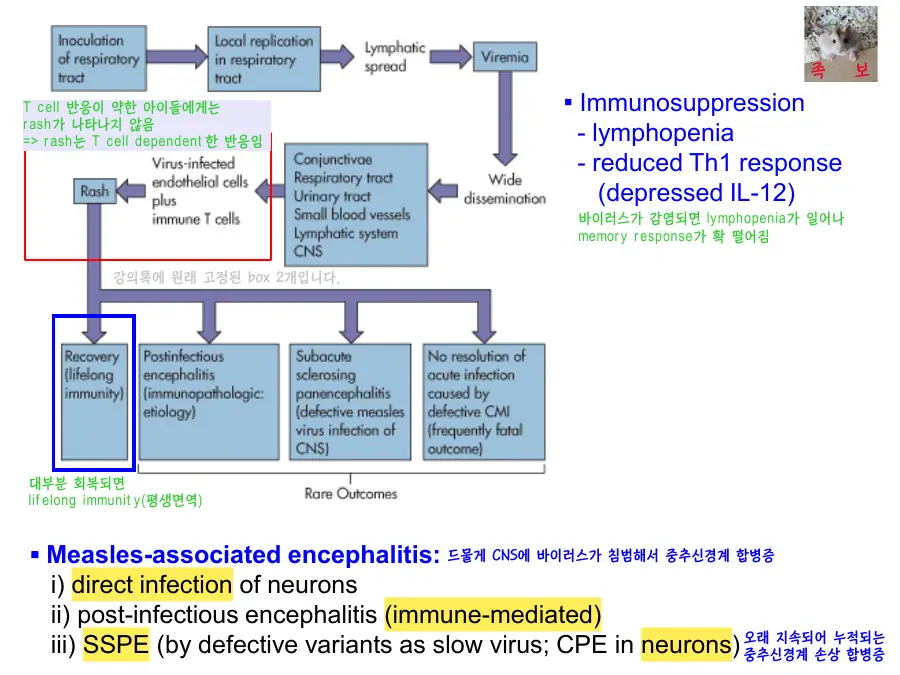 Inoculation
of respiratory
tract
Local replication
in respiratory
tract
Lymphatic
spread
Viremia
족 보
T cell 반응이 약한 아이들에게는
rash가 나타나지 않음
=> rash는 T cell dependent한 반응임
Rash
Virus-infected
endothelial cells
plus
immune T cells
Conjunctivae
Respiratory tract
Urinary tract
Small blood vessels
Lymphatic system
CNS
Wide
dissemination
▪ Immunosuppression
- lymphopenia
- reduced Th1 response
(depressed IL-12)
바이러스가 감염되면 lymphopenia가 일어나
memory response가 확 떨어짐
강의록에 원래 고정된 box 2개입니다.
Recovery
(lifelong
immunity)
Postinfectious
encephalitis
(immunopathologic:
etiology)
Subacute
sclerosing
panencephalitis
(defective measles
virus infection of
CNS)
No resolution of
acute infection
caused by
defective CMI
(frequently fatal
outcome)
대부분 회복되면
lifelong immunity(평생면역)
Rare Outcomes
▪ Measles-associated encephalitis: 드물게 CNS에 바이러스가 침범해서 중추신경계 합병증
i) direct infection of neurons
ii) post-infectious encephalitis (immune-mediated)
iii) SSPE (by defective variants as slow virus; CPE in neurons)
오래 지속되어 누적되는
중추신경계 손상 합병증